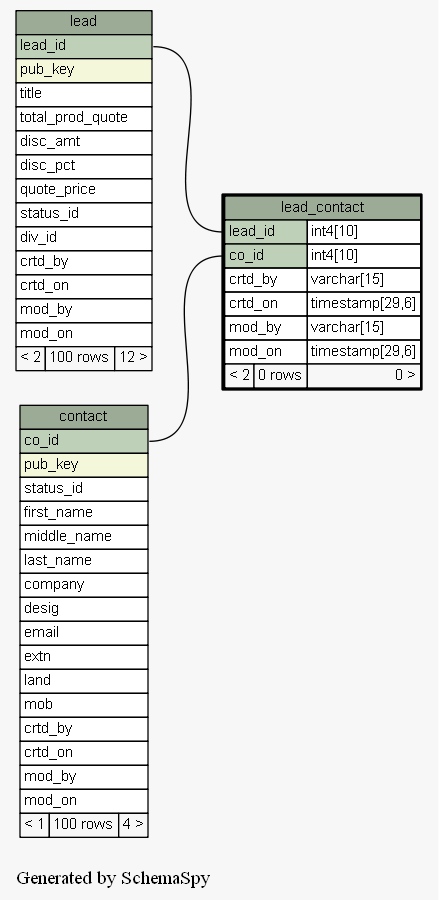 lead
lead_id
pub_key
title
total_prod_quote
disc_amt
disc_pct
quote_price
status_id
div_id
crtd_by
crtd_on
mod_by
mod_on
< 2 100 rows 12 >
lead_contact
lead_id int4[10]
co_id int4[10]
crtd_by varchar[15]
crtd_on timestamp[29,6]
mod_by varchar[15]
mod_on timestamp[29,6]
< 2 0 rows 0 >
contact
co_id
pub_key
status_id
first_name
middle_name
last_name
company
desig
email
extn
land
mob
crtd_by
crtd_on
mod_by
mod_on
< 1 100 rows 4 >
Generated by SchemaSpy